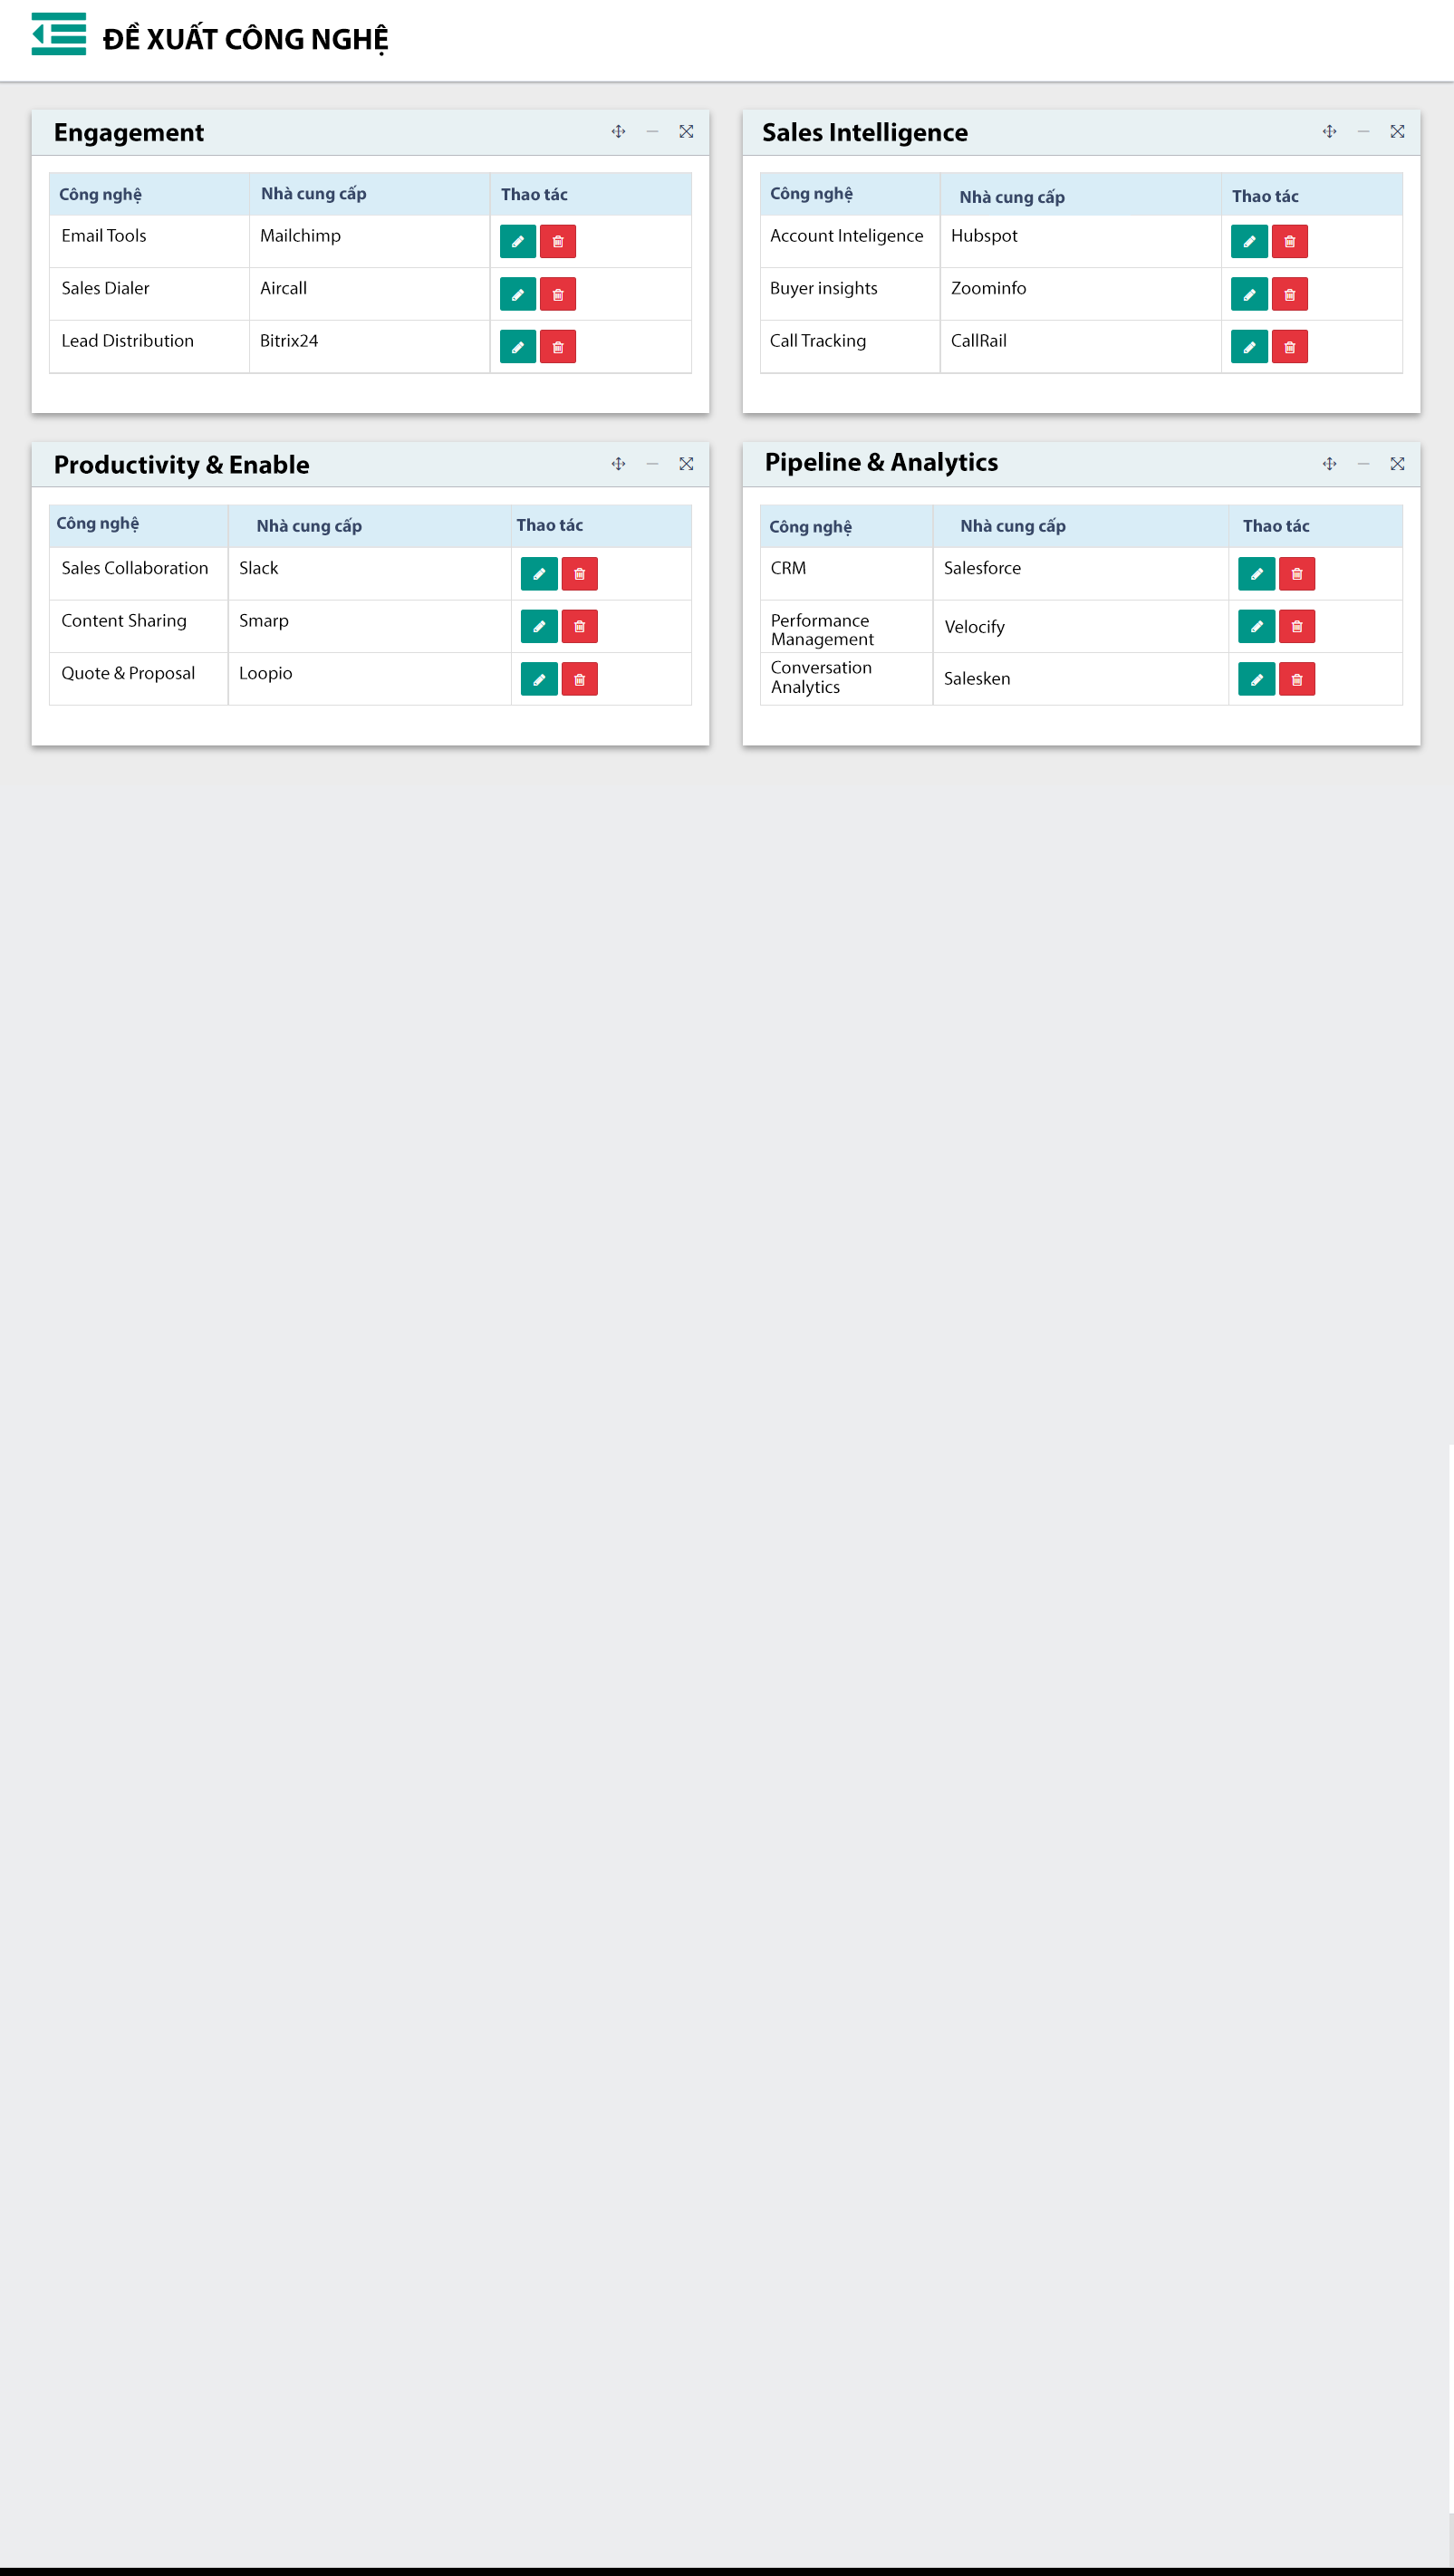 ĐỀ XUẤT CÔNG NGHỆ
Engagement
Công nghệ Nhà cung cấp Thao tác
Email Tools Mailchimp
Sales Dialer Aircall
Lead Distribution Bitrix24
Sales Intelligence
Công nghệ Nhà cung cấp Thao tác
Account Inteligence Hubspot
Buyer insights Zoominfo
Call Tracking CallRail
Productivity & Enable
Công nghệ Nhà cung cấp Thao tác
Sales Collaboration Slack
Content Sharing Smarp
Quote & Proposal Loopio
Pipeline & Analytics
Công nghệ Nhà cung cấp Thao tác
CRM Salesforce
Performance
Management
Velocify
Conversation
Analytics
Salesken